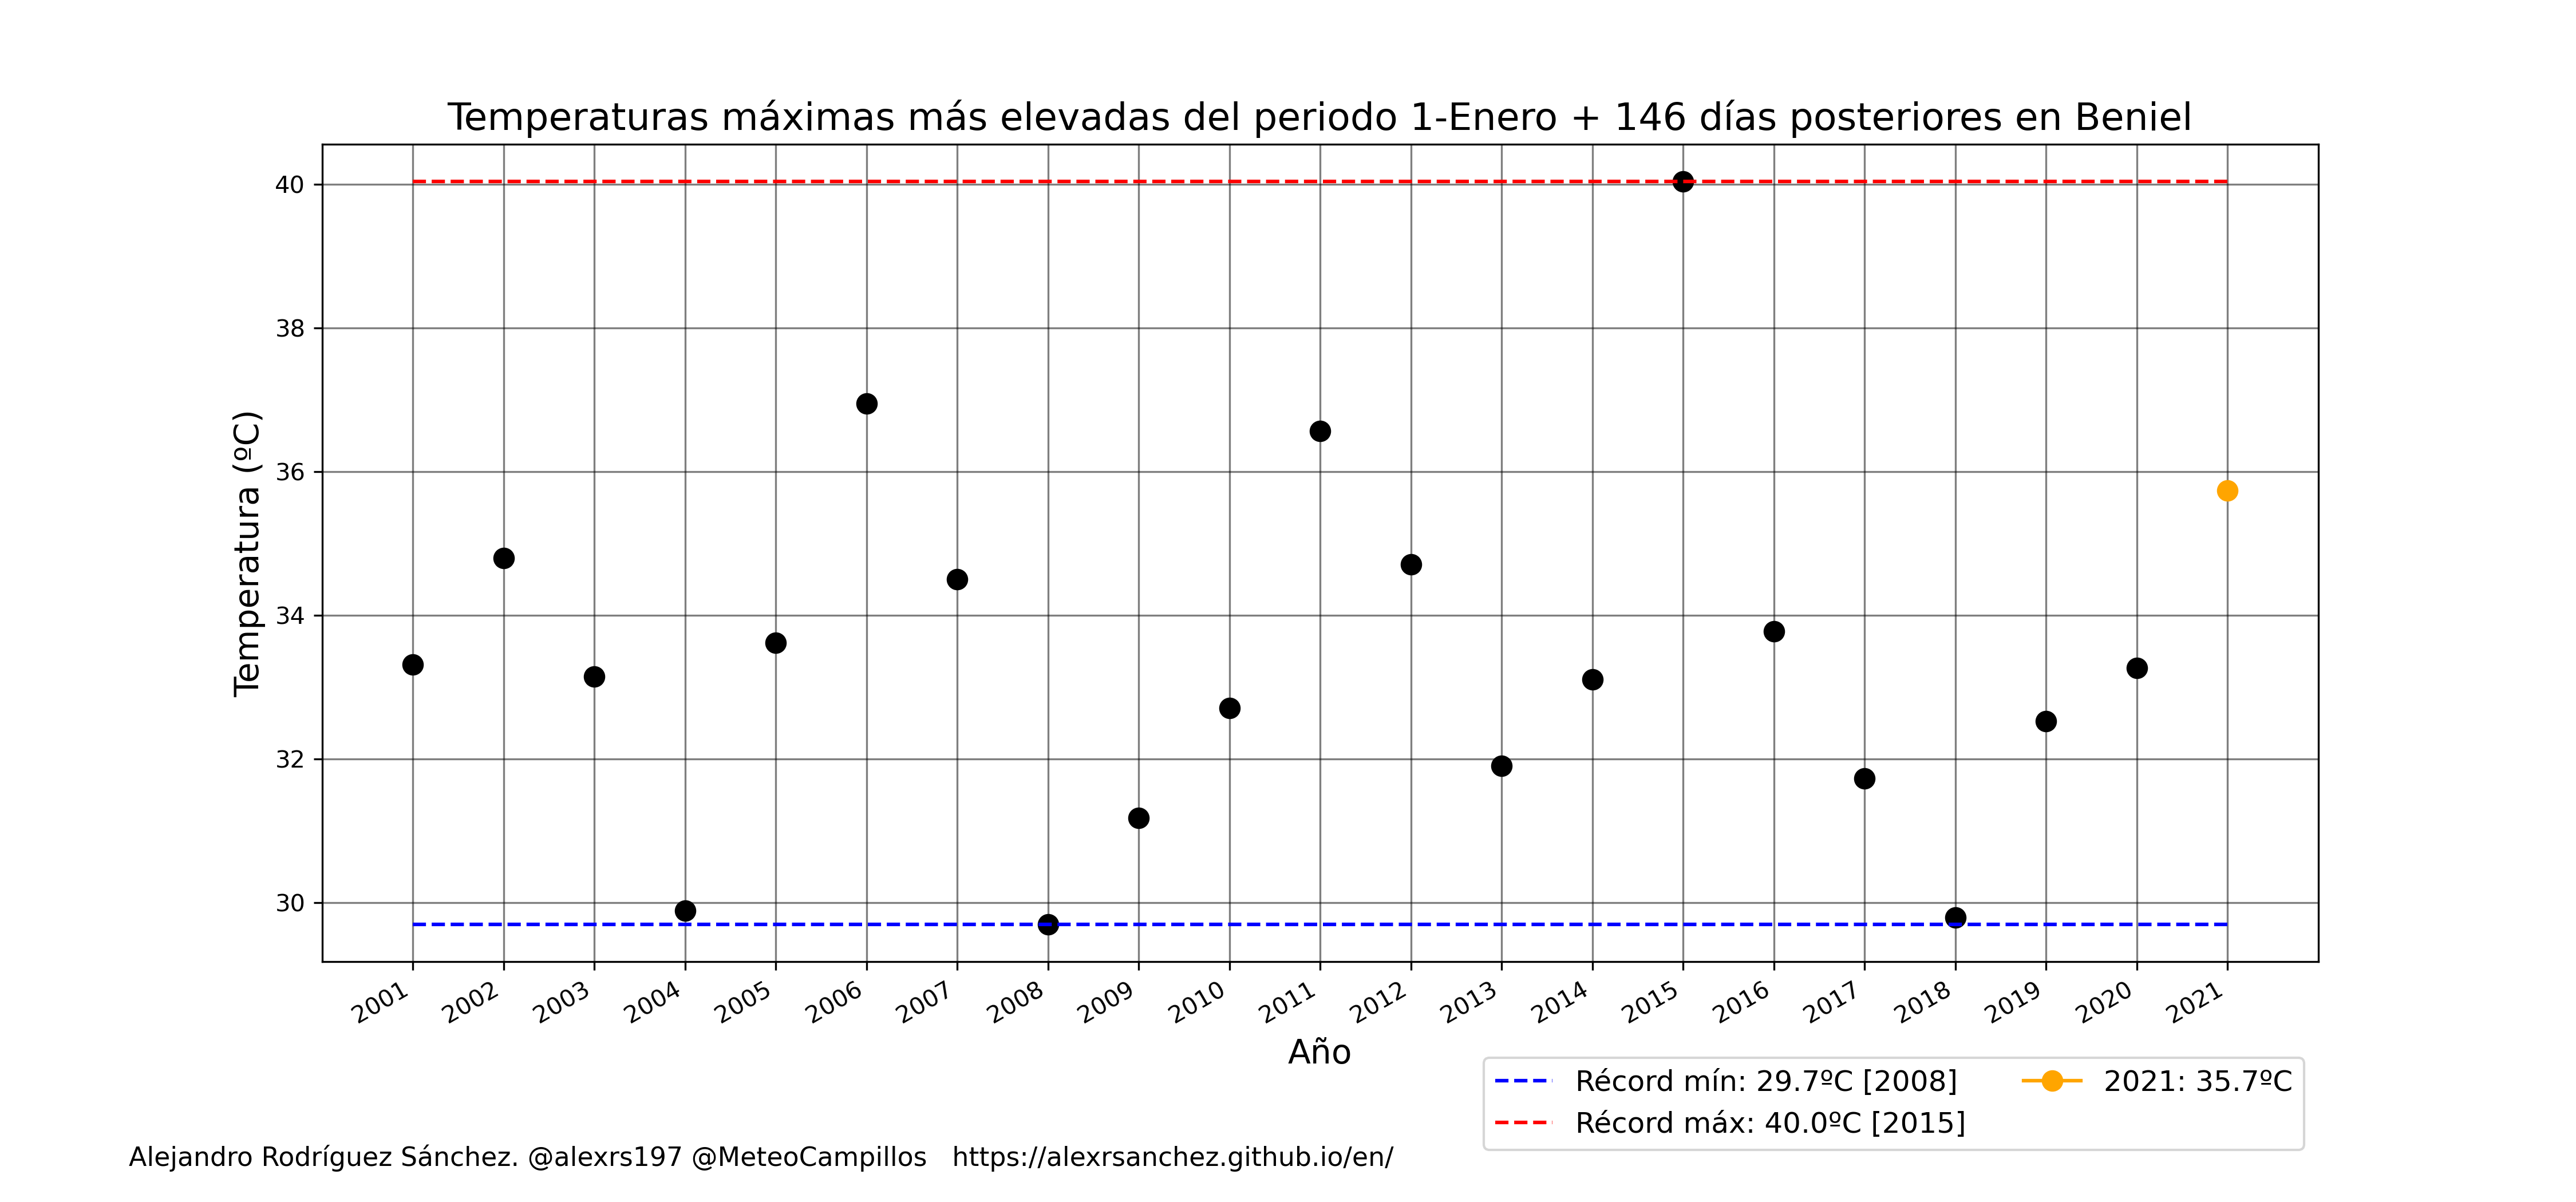 Temperaturas máximas más elevadas del periodo 1-Enero + 146 días posteriores en Beniel
Temperatura (ºC)
40
38
36
34
32
30
2001 2002 2003 2004 2005 2006 2007 2008 2009 2010 2011 2012 2013 2014 2015 2016 2017 2018 2019 2020 2021
Año
Récord mín: 29.7ºC [2008]
Récord máx: 40.0ºC [2015]
2021: 35.7ºC
Alejandro Rodríguez Sánchez. @alexrs197 @MeteoCampillos https://alexrsanchez.github.io/en/